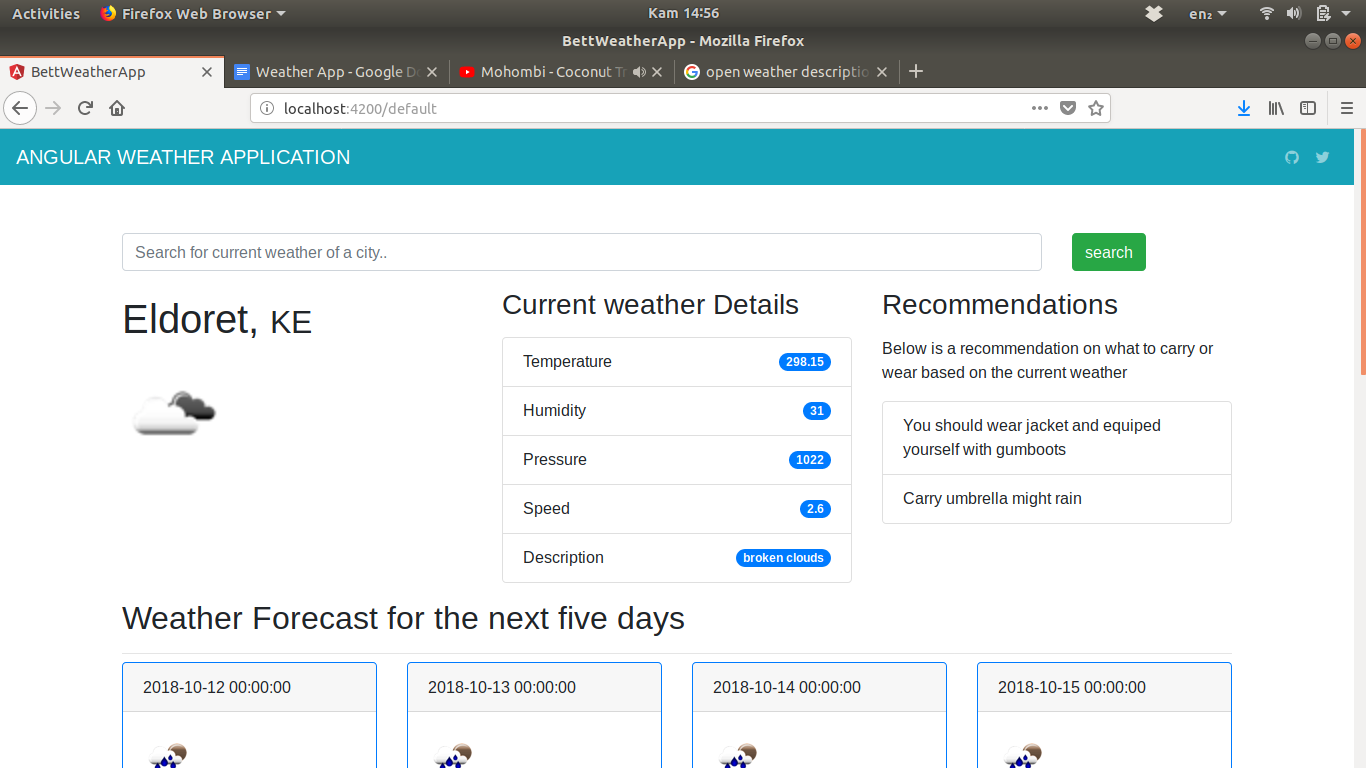 Activities
Firefox Web Browser
Kam 14:56
en₂
BettWeatherApp - Mozilla Firefox
BettWeatherApp
Weather App - Google D
Mohombi - Coconut T
open weather descriptio
localhost:4200/default
ANGULAR WEATHER APPLICATION
Search for current weather of a city..
search
Eldoret, KE
Current weather Details
Temperature 298.15
Humidity 31
Pressure 1022
Speed 2.6
Description broken clouds
Recommendations
Below is a recommendation on what to carry or
wear based on the current weather
You should wear jacket and equiped
yourself with gumboots
Carry umbrella might rain
Weather Forecast for the next five days
2018-10-12 00:00:00
2018-10-13 00:00:00
2018-10-14 00:00:00
2018-10-15 00:00:00